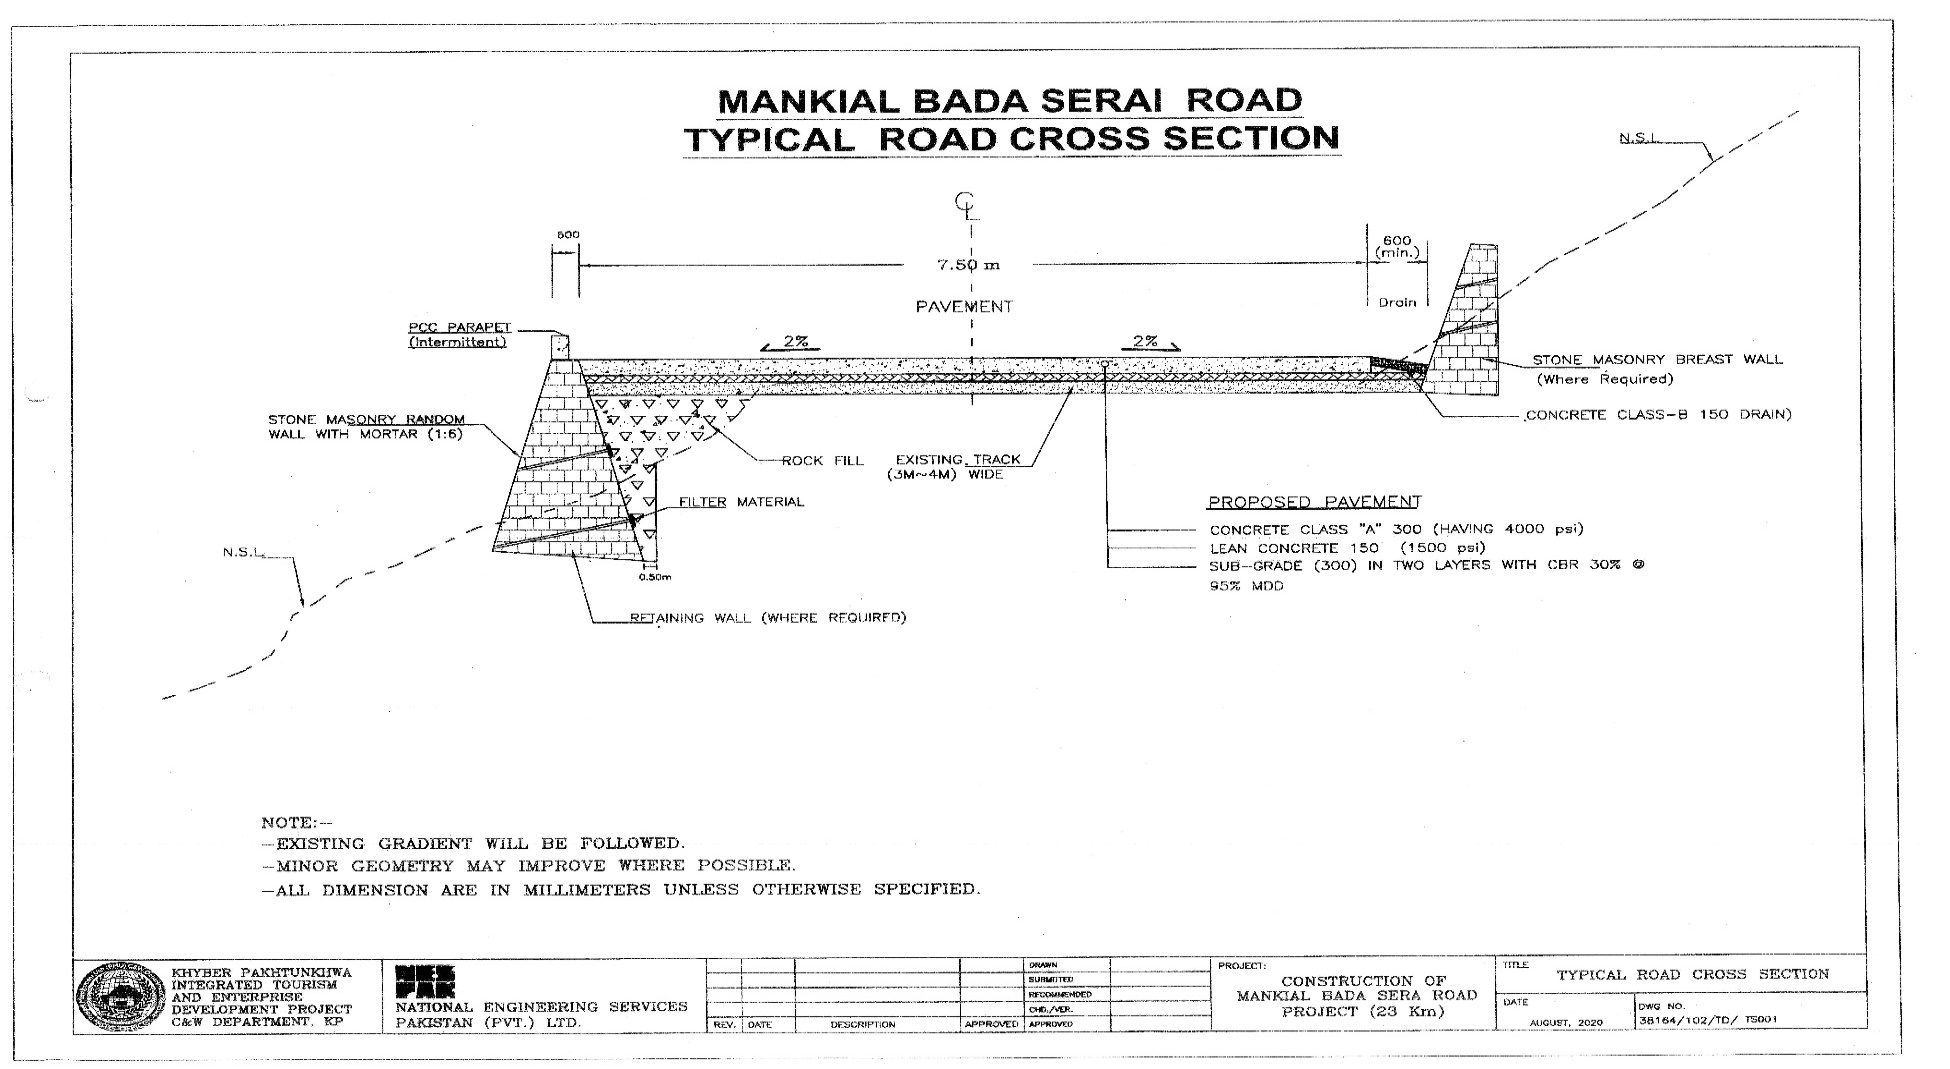 MANKIAL BADA SERAI ROAD
TYPICAL ROAD CROSS SECTION
N.S.L.
600
7.50 m
600
(min.)
Drain
PAVEMENT
PCC PARAPET
(Intermittent)
2%
2%
STONE MASONRY BREAST WALL
(Where Required)
CONCRETE CLASS-B 150 DRAIN)
STONE MASONRY RANDOM
WALL WITH MORTAR (1:6)
ROCK FILL
EXISTING TRACK
(3M~4M) WIDE
FILTER MATERIAL
PROPOSED PAVEMENT
CONCRETE CLASS "A" 300 (HAVING 4000 psi)
LEAN CONCRETE 150 (1500 psi)
SUB-GRADE (300) IN TWO LAYERS WITH CBR 30% @
95% MDD
N.S.L.
0.50m
RETAINING WALL (WHERE REQUIRED)
NOTE:-
-EXISTING GRADIENT WILL BE FOLLOWED.
-MINOR GEOMETRY MAY IMPROVE WHERE POSSIBLE.
-ALL DIMENSION ARE IN MILLIMETERS UNLESS OTHERWISE SPECIFIED.
KHYBER PAKHTUNKHWA
INTEGRATED TOURISM
AND ENTERPRISE
DEVELOPMENT PROJECT
C&W DEPARTMENT, KP
NES
PAK
NATIONAL ENGINEERING SERVICES
PAKISTAN (PVT.) LTD.
REV.
DATE
DESCRIPTION
APPROVED
DRAWN
SUBMITTED
RECOMMENDED
CHD./VER.
APPROVED
PROJECT:
CONSTRUCTION OF
MANKIAL BADA SERA ROAD
PROJECT (23 Km)
TITLE
TYPICAL ROAD CROSS SECTION
DATE
AUGUST, 2020
DWG NO.
38164/102/TD/ TS001